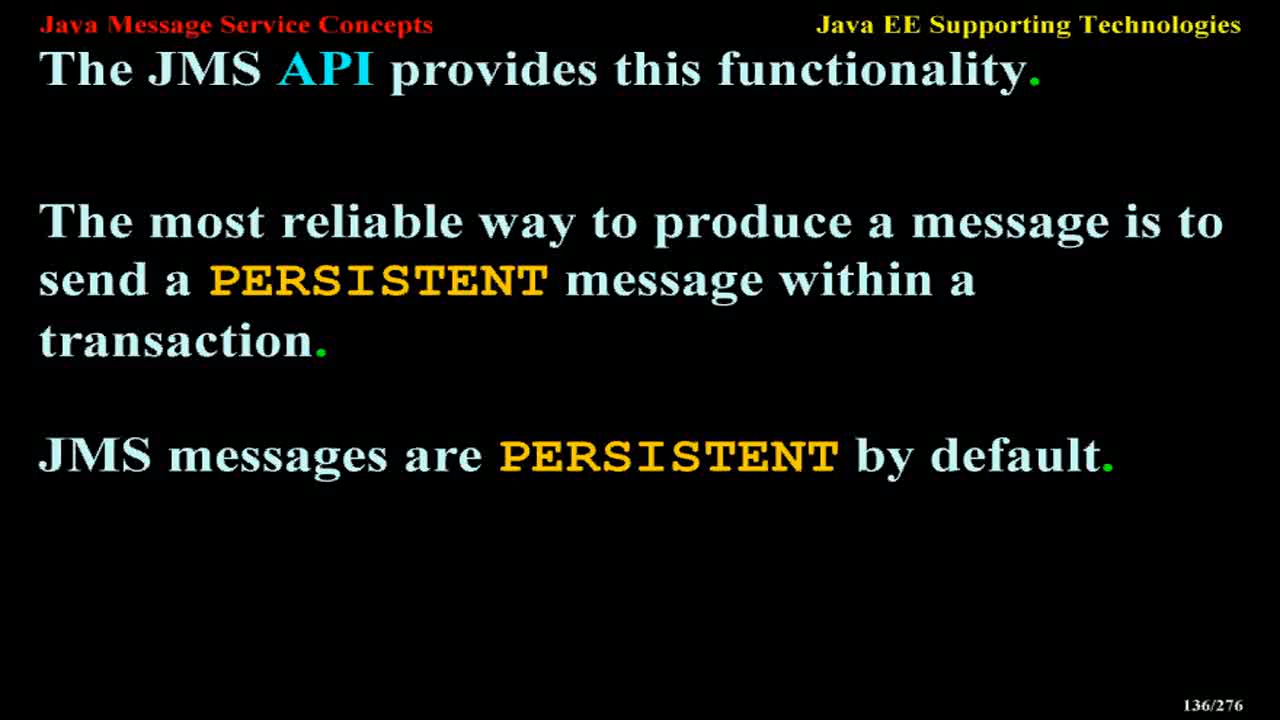 Java Message Service Concepts
Java EE Supporting Technologies
The JMS API provides this functionality.
The most reliable way to produce a message is to
send a PERSISTENT message within a
transaction.
JMS messages are PERSISTENT by default.
136/276